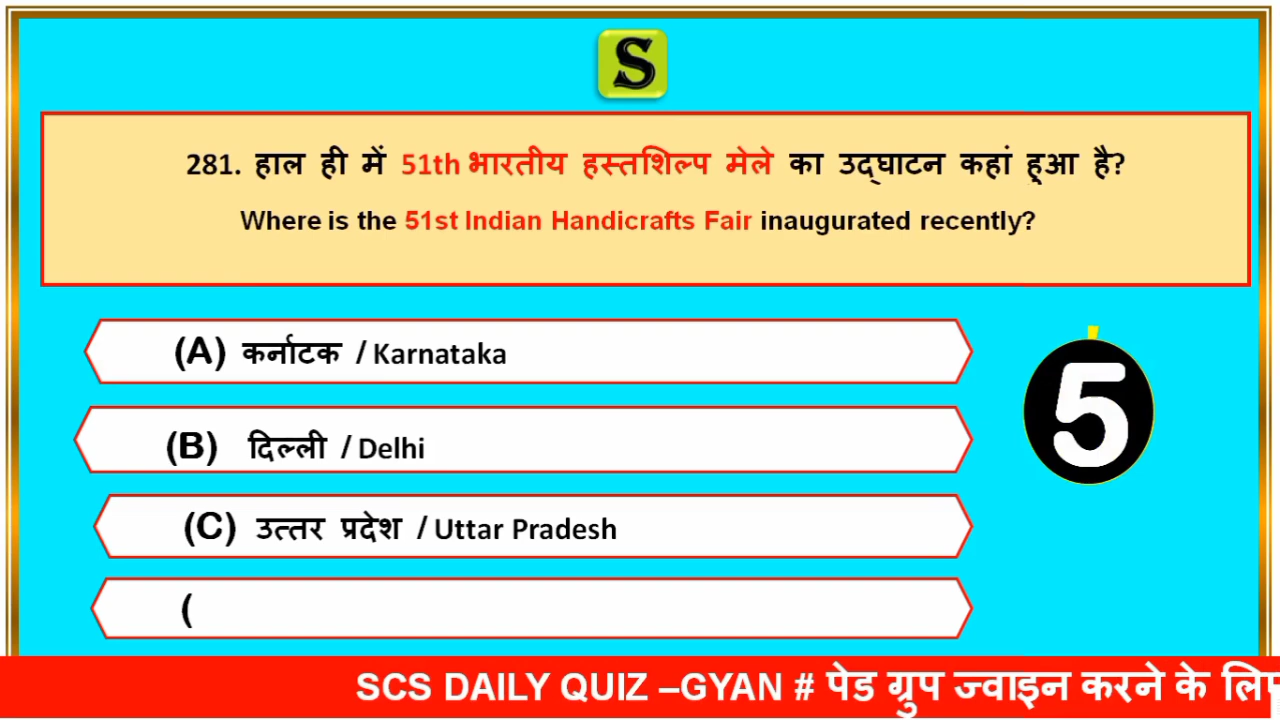 S
281. हाल ही में 51th भारतीय हस्तशिल्प मेले का उद्घाटन कहां हूआ है?
Where is the 51st Indian Handicrafts Fair inaugurated recently?
(A) कर्नाटक / Karnataka
(B) दिल्ली / Delhi
5
(C) उत्तर प्रदेश / Uttar Pradesh
(
SCS DAILY QUIZ –GYAN # पेड ग्रुप ज्वाइन करने के